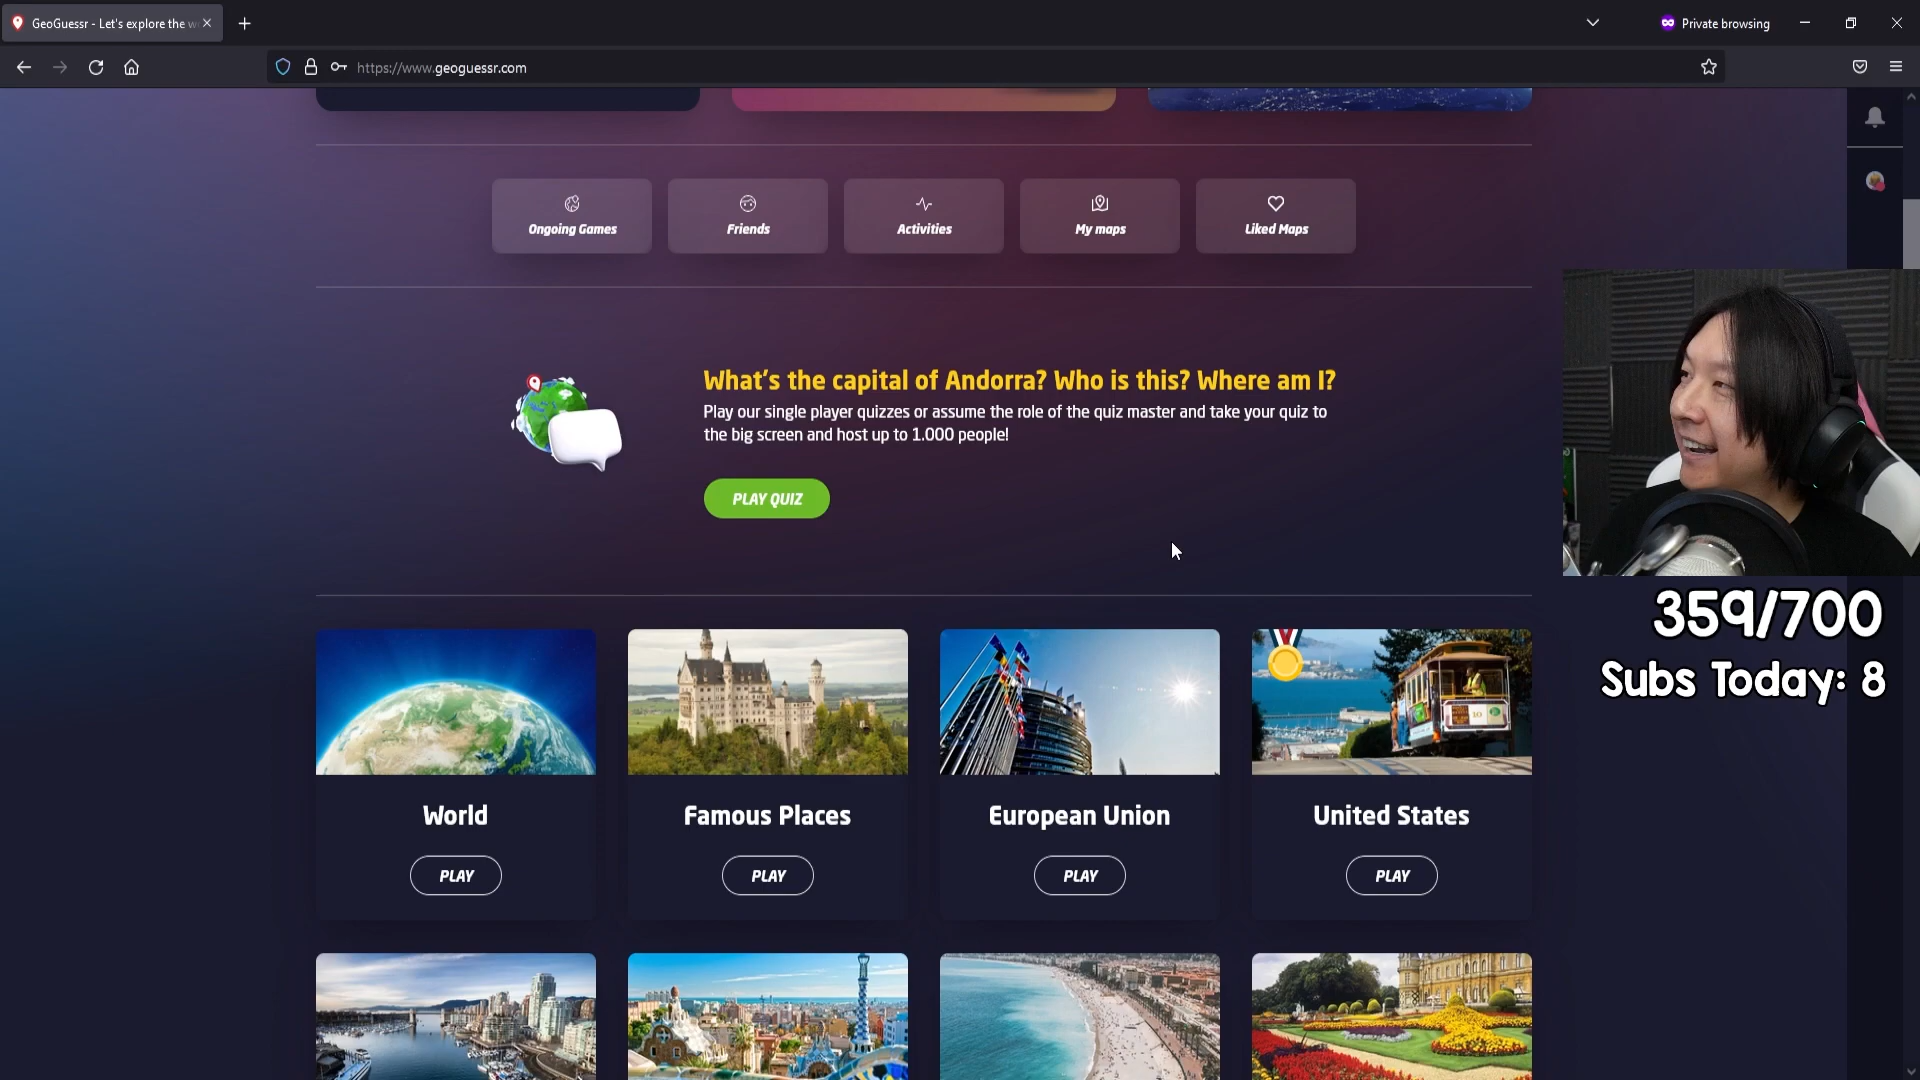 GeoGuessr - Let's explore the w
Private browsing
https://www.geoguessr.com
Ongoing Games
Friends
Activities
My maps
Liked Maps
What's the capital of Andorra? Who is this? Where am I?
Play our single player quizzes or assume the role of the quiz master and take your quiz to
the big screen and host up to 1.000 people!
PLAY QUIZ
359/700
Subs Today: 8
World
Famous Places
European Union
United States
PLAY
PLAY
PLAY
PLAY